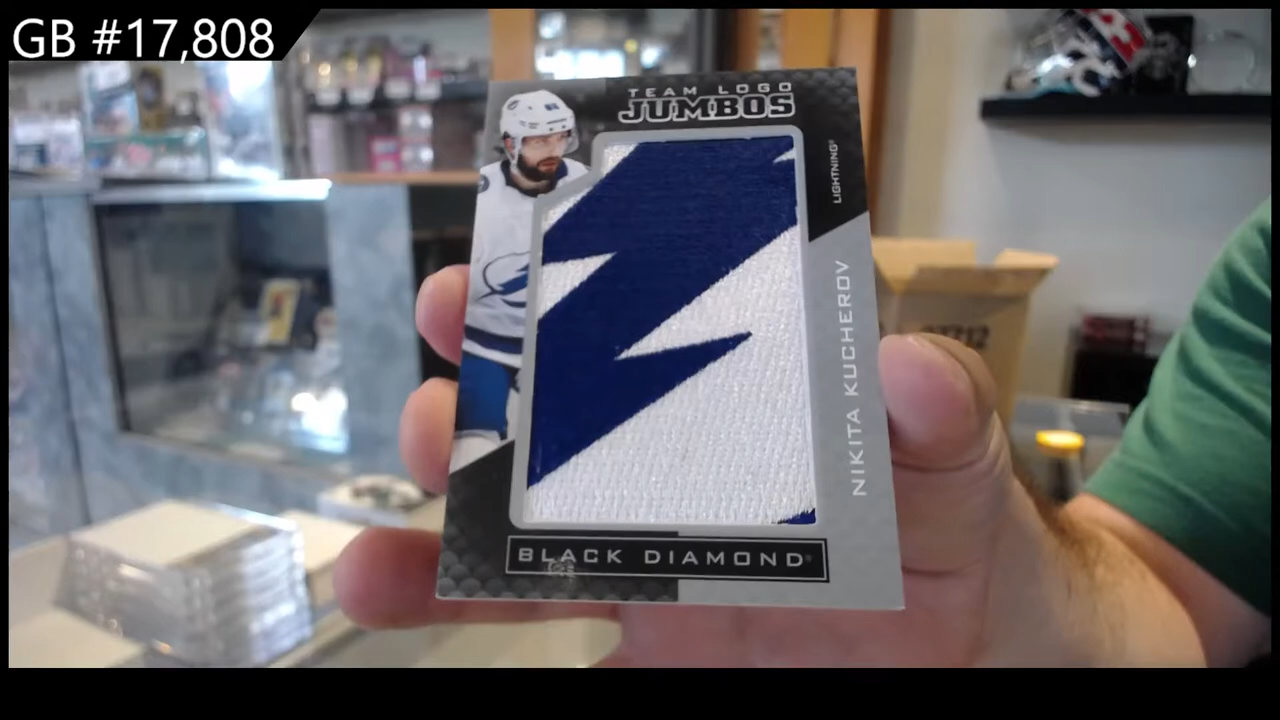 GB #17,808
TEAM LOGO
JUMBOS
LIGHTNING
NIKITA KUCHEROV
BLACK DIAMOND